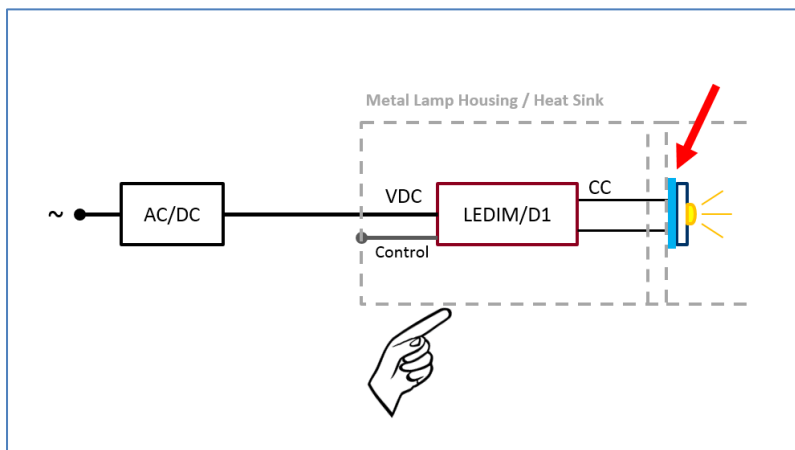 Metal Lamp Housing / Heat Sink
~
AC/DC
VDC
LEDIM/D1
CC
Control